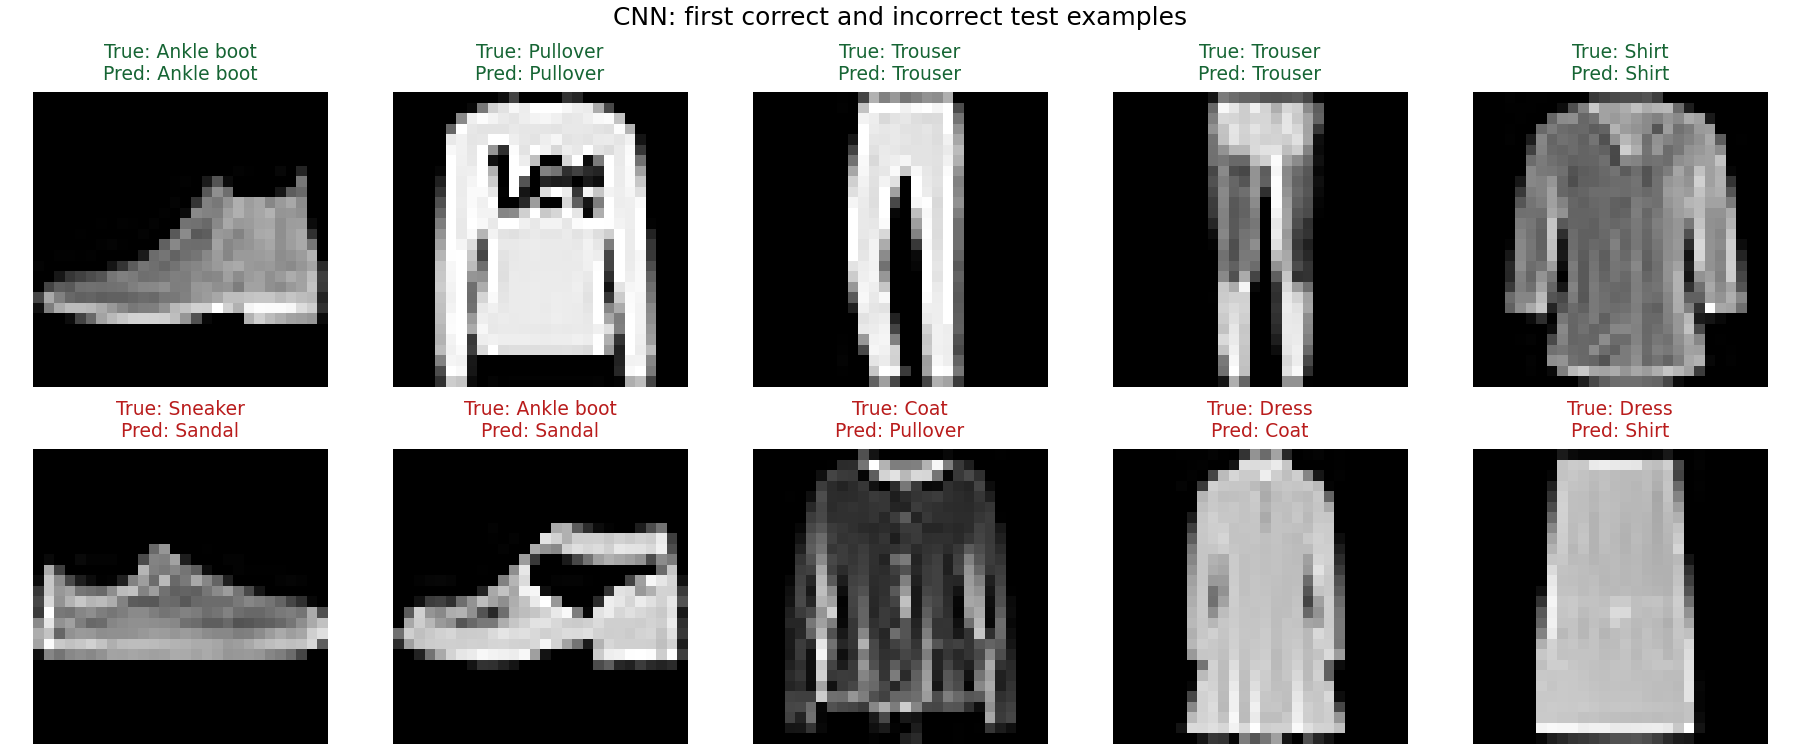 CNN: first correct and incorrect test examples
True: Ankle boot
Pred: Ankle boot
True: Pullover
Pred: Pullover
True: Trouser
Pred: Trouser
True: Trouser
Pred: Trouser
True: Shirt
Pred: Shirt
True: Sneaker
Pred: Sandal
True: Ankle boot
Pred: Sandal
True: Coat
Pred: Pullover
True: Dress
Pred: Coat
True: Dress
Pred: Shirt